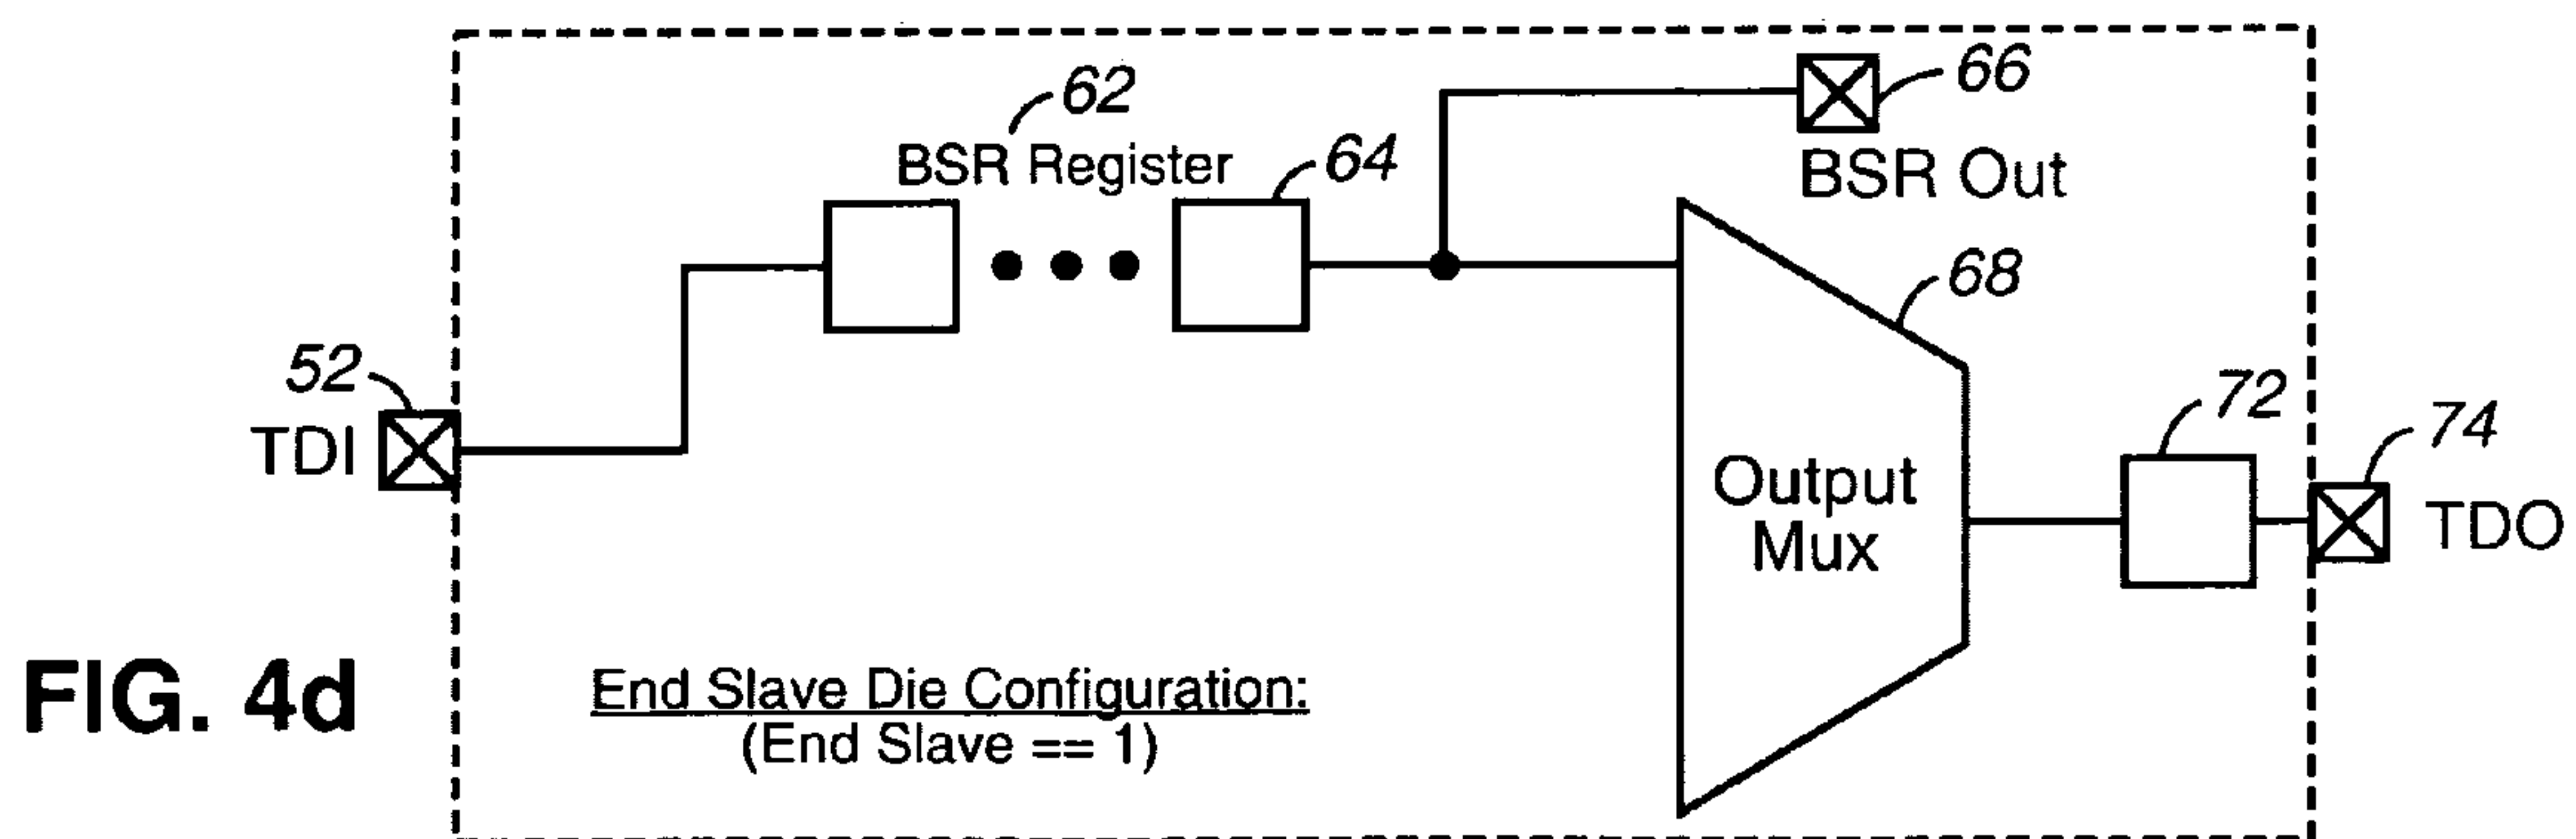 66
62
BSR Register
64
BSR Out
68
52
TDI
72
74
Output
Mux
TDO
FIG. 4d
End Slave Die Configuration:
(End Slave == 1)